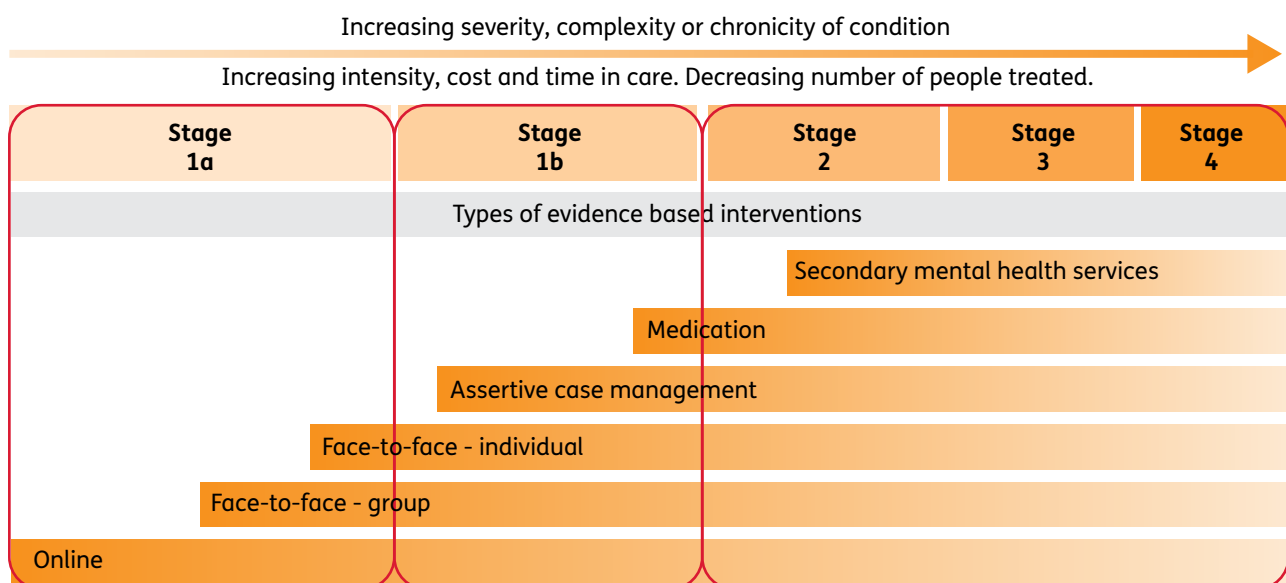 Increasing severity, complexity or chronicity of condition
Increasing intensity, cost and time in care. Decreasing number of people treated.
Stage
1a
Stage
1b
Stage
2
Stage
3
Stage
4
Types of evidence based interventions
Secondary mental health services
Medication
Assertive case management
Face-to-face - individual
Face-to-face - group
Online